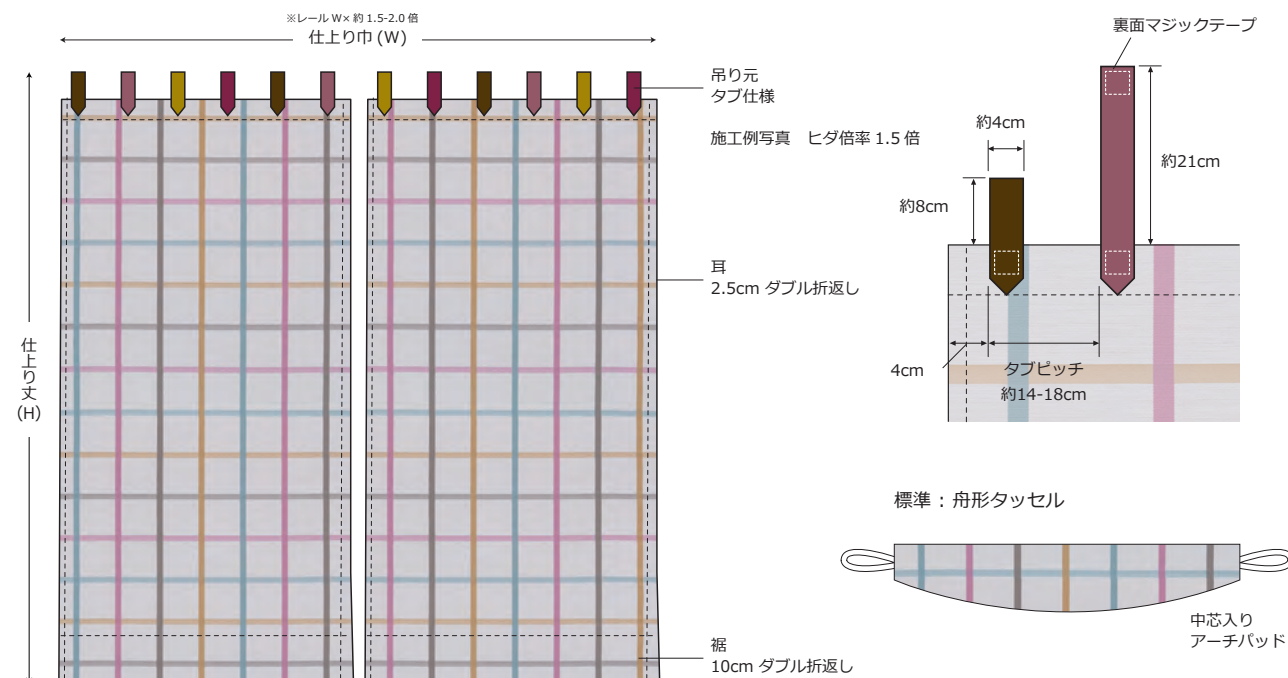 ※レール W× 約 1.5-2.0 倍
仕上り巾 (W)
仕上り丈 (H)
吊り元
タブ仕様
施工例写真　ヒダ倍率 1.5 倍
耳
2.5cm ダブル折返し
裾
10cm ダブル折返し
裏面マジックテープ
約4cm
約8cm
約21cm
4cm
タブピッチ
約14-18cm
標準：舟形タッセル
中芯入り
アーチパッド